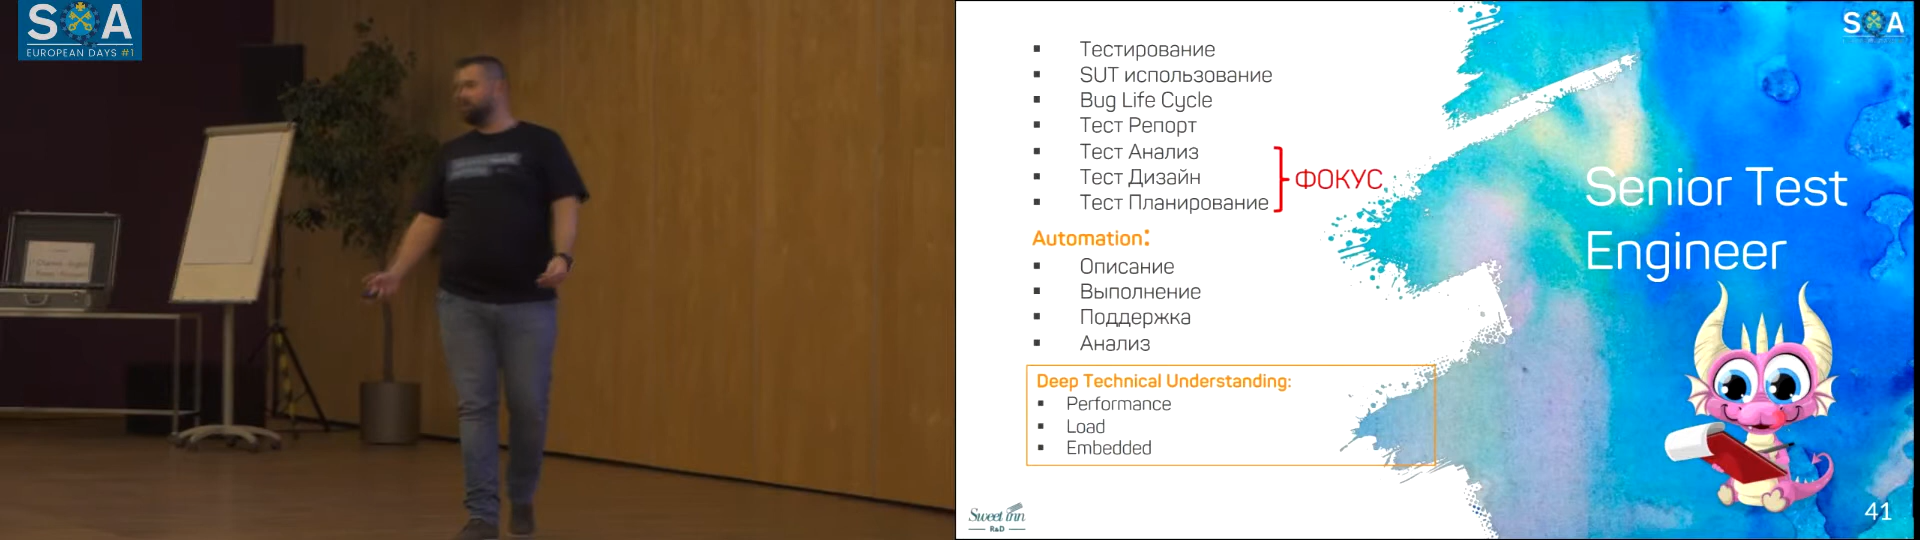 SQA
EUROPEAN DAYS #1
Тестирование
SUT использование
Bug Life Cycle
Тест Репорт
Тест Анализ
Тест Дизайн
Тест Планирование
ФОКУС
Automation:
Описание
Выполнение
Поддержка
Анализ
Deep Technical Understanding:
Performance
Load
Embedded
Sweet inn
R&D
SQA
Senior Test
Engineer
41